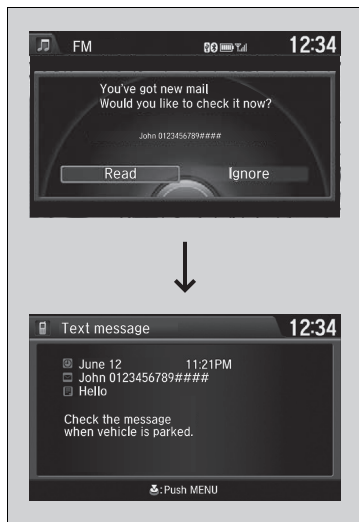 FM 12:34
You've got new mail
Would you like to check it now?
John 0123456789####
Read Ignore
Text message 12:34
June 12 11:21PM
John 0123456789####
Hello
Check the message
when vehicle is parked.
:Push MENU